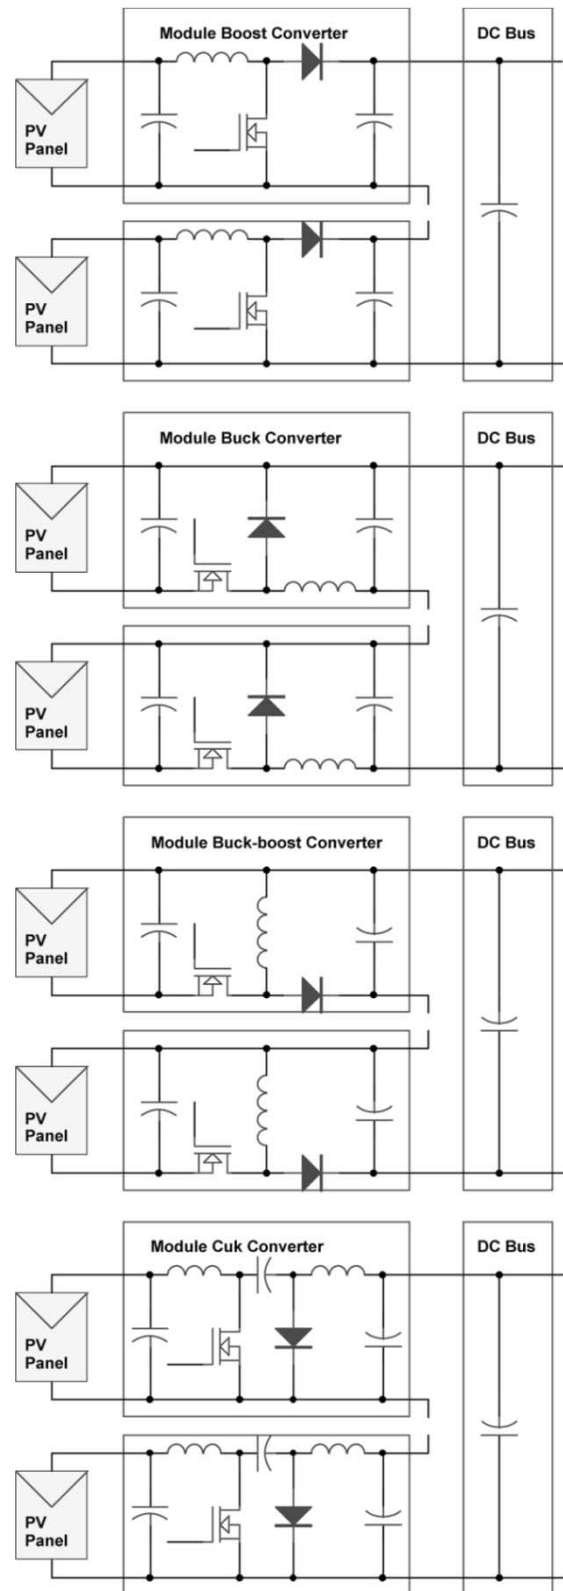 Module Boost Converter
DC Bus
PV
Panel
PV
Panel
Module Buck Converter
DC Bus
PV
Panel
PV
Panel
Module Buck-boost Converter
DC Bus
PV
Panel
PV
Panel
Module Cuk Converter
DC Bus
PV
Panel
PV
Panel